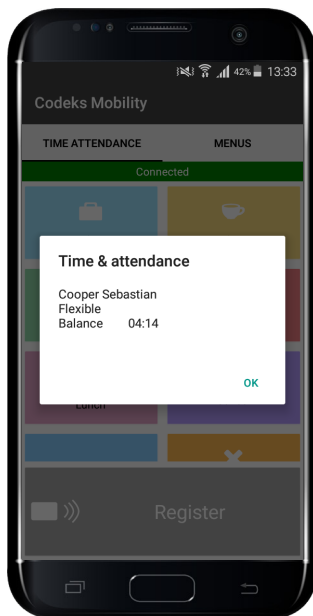 42% 13:33
Codeks Mobility
TIME ATTENDANCE MENUS
Connected
Time & attendance
Cooper Sebastian
Flexible
Balance 04:14
OK
Lunch
Register